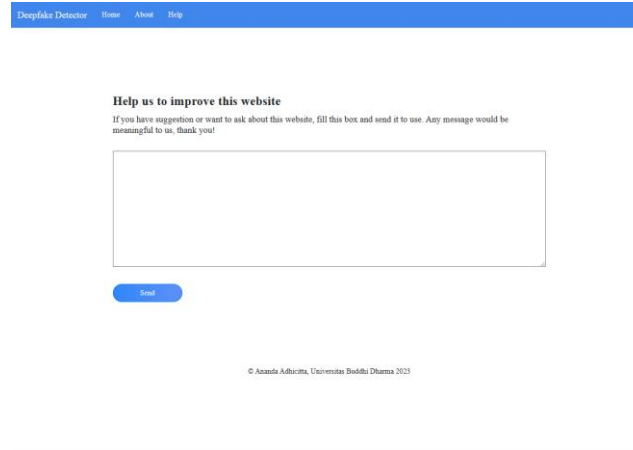 Deepfake Detector Home About Help
Help us to improve this website
If you have suggestion or want to ask about this website, fill this box and send it to use. Any message would be
meaningful to us, thank you!
Send
© Ananda Adhicitta, Universitas Buddhi Dharma 2023